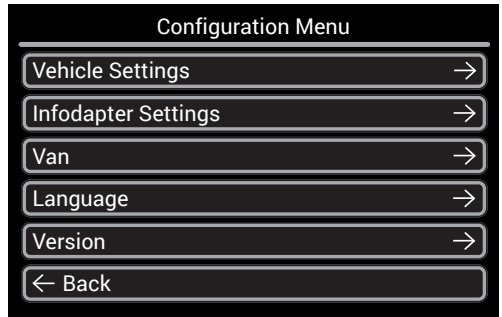 Configuration Menu
Vehicle Settings
Infodapter Settings
Van
Language
Version
Back